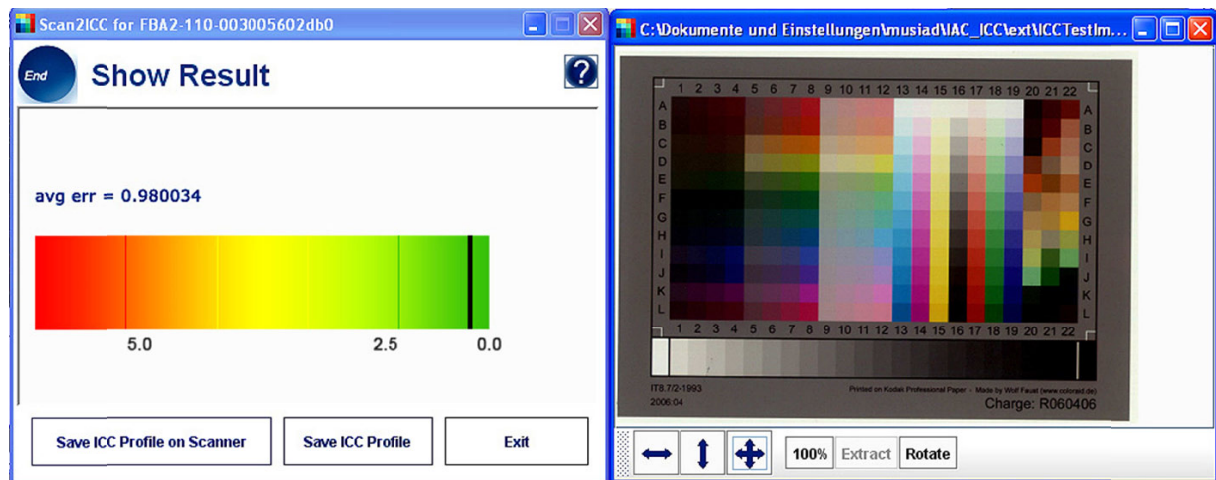 Scan2ICC for FBA2-110-003005602db0
End
Show Result
?
avg err = 0.980034
5.0 2.5 0.0
Save ICC Profile on Scanner Save ICC Profile Exit
C:\Dokumente und Einstellungen\musiad\IAC_ICC\ext\ICCTestIm...
1 2 3 4 5 6 7 8 9 10 11 12 13 14 15 16 17 18 19 20 21 22
A A
B B
C C
D D
E E
F F
G G
H H
I I
J J
K K
L L
1 2 3 4 5 6 7 8 9 10 11 12 13 14 15 16 17 18 19 20 21 22
IT8.7/2-1993 Printed on Kodak Professional Paper - Made by Wolf Faust (www.coloraid.de)
2006:04 Charge: R060406
100% Extract Rotate